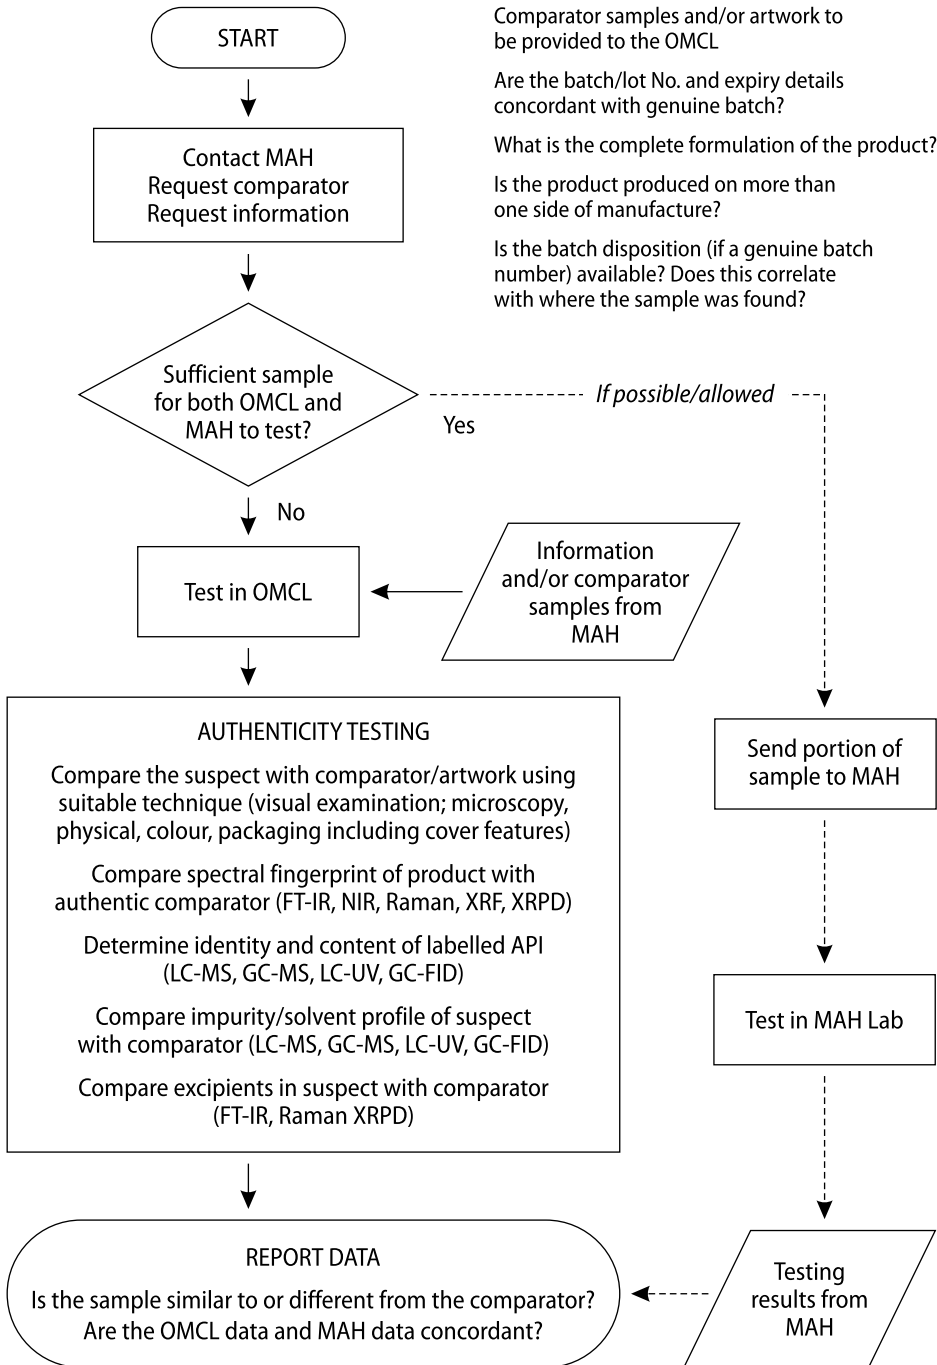 START
Comparator samples and/or artwork to
be provided to the OMCL
Are the batch/lot No. and expiry details
concordant with genuine batch?
What is the complete formulation of the product?
Is the product produced on more than
one side of manufacture?
Is the batch disposition (if a genuine batch
number) available? Does this correlate
with where the sample was found?
Contact MAH
Request comparator
Request information
Sufficient sample
for both OMCL and
MAH to test?
If possible/allowed
Yes
No
Test in OMCL
Information
and/or comparator
samples from
MAH
AUTHENTICITY TESTING
Compare the suspect with comparator/artwork using
suitable technique (visual examination; microscopy,
physical, colour, packaging including cover features)
Compare spectral fingerprint of product with
authentic comparator (FT-IR, NIR, Raman, XRF, XRPD)
Determine identity and content of labelled API
(LC-MS, GC-MS, LC-UV, GC-FID)
Compare impurity/solvent profile of suspect
with comparator (LC-MS, GC-MS, LC-UV, GC-FID)
Compare excipients in suspect with comparator
(FT-IR, Raman XRPD)
Send portion of
sample to MAH
Test in MAH Lab
Testing
results from
MAH
REPORT DATA
Is the sample similar to or different from the comparator?
Are the OMCL data and MAH data concordant?